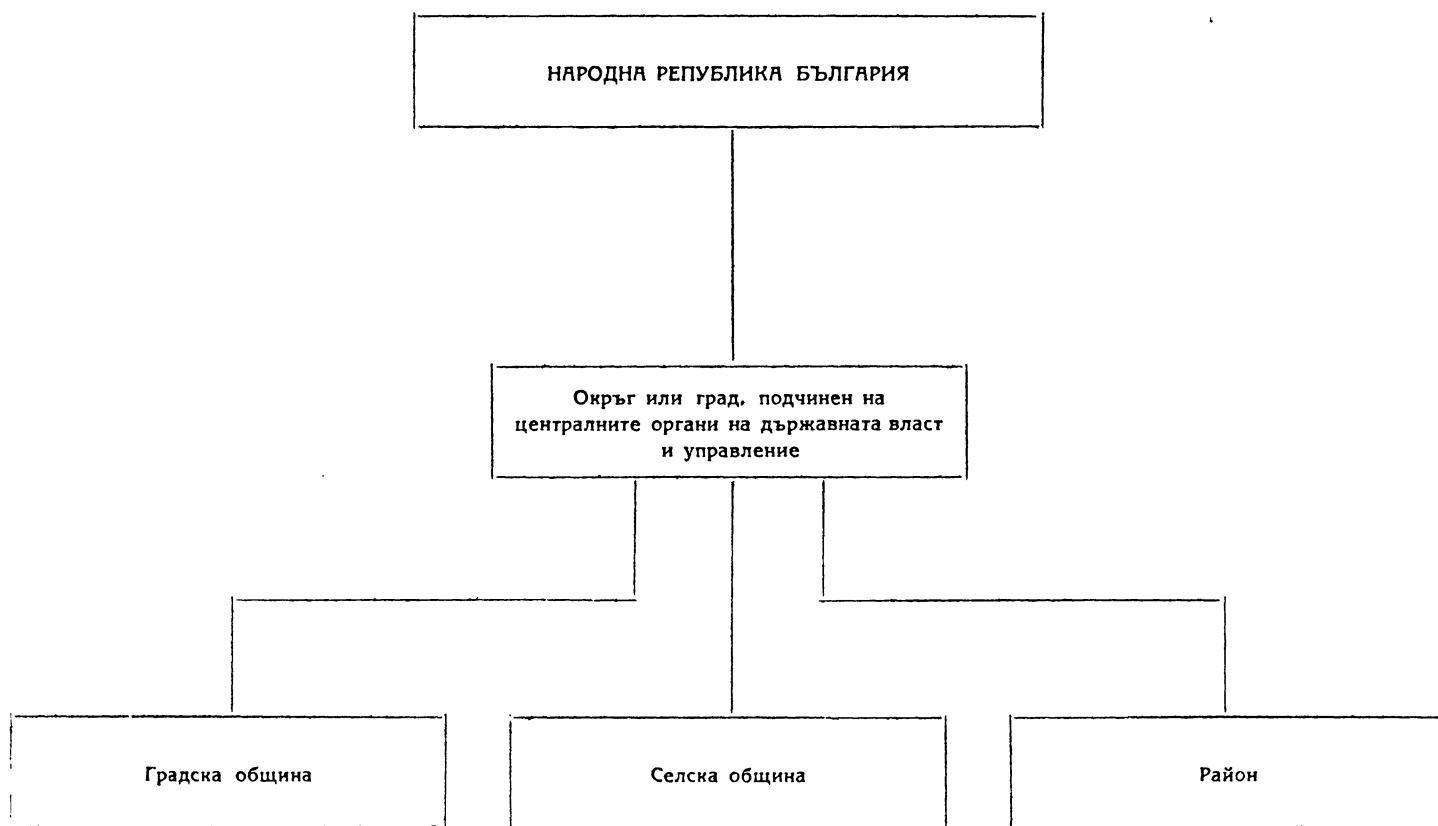 НАРОДНА РЕПУБЛИКА БЪЛГАРИЯ
Окръг или град, подчинен на
централните органи на държавната власт
и управление
Градска община
Селска община
Район